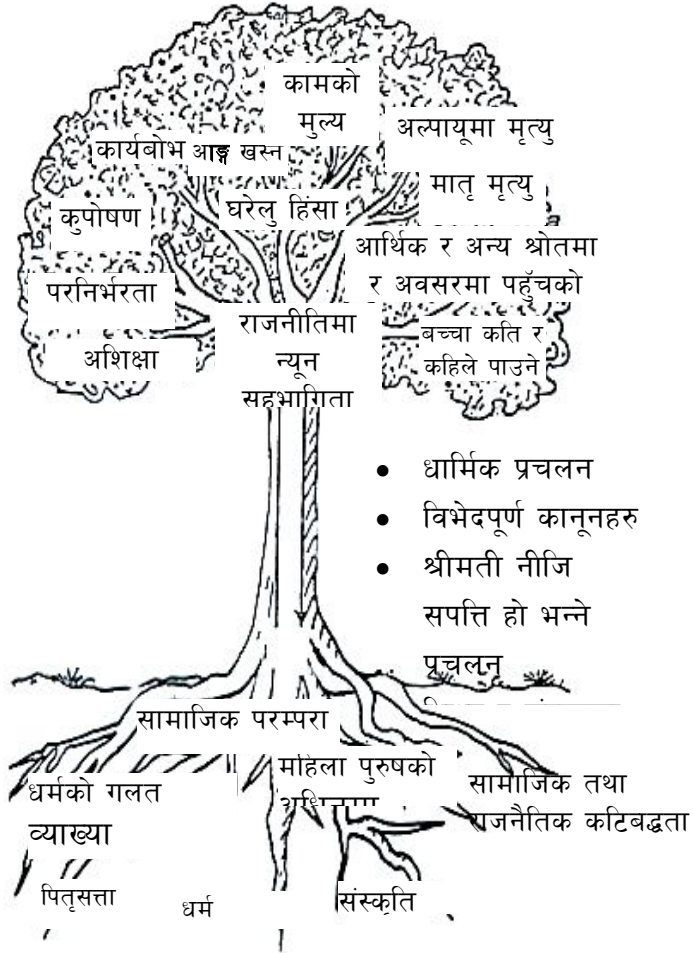 कामको
मुल्य
अल्पायूमा मृत्यु
कार्यबोभ
आङ्ग खस्न
मातृ मृत्यु
घरेलु हिंसा
कुपोषण
आर्थिक र अन्य श्रोतमा
र अवसरमा पहुँचको
परनिर्भरता
राजनीतिमा
न्यून
सहभागिता
बच्चा कति र
कहिले पाउने
अशिक्षा
धार्मिक प्रचलन
विभेदपूर्ण कानूनहरु
श्रीमती नीजि
सपत्ति हो भन्ने
प्रचलन
सामाजिक परम्परा
महिला पुरुषको
सामाजिक तथा
राजनैतिक कटिबद्धता
धर्मको गलत
व्याख्या
पितृसत्ता
धर्म
संस्कृति